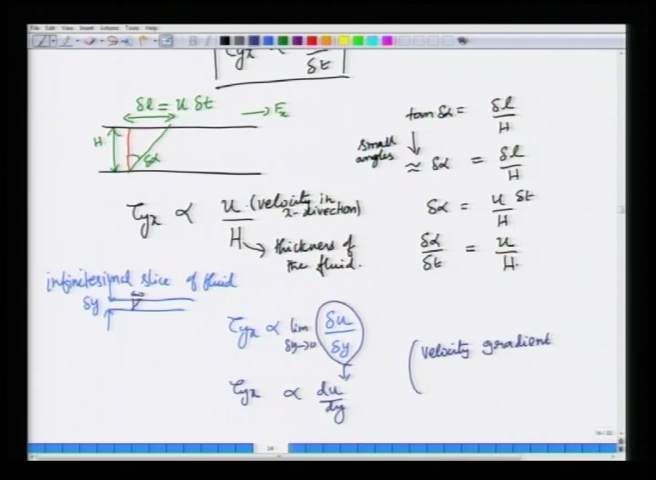 τyx ∝ / δt
δl = u δt
→ Fx
H
δα
tan δα = δl/H
small angles
≈ δα = δl/H
τyx ∝ u/H
(velocity in x-direction)
thickness of the fluid.
δα = u δt/H
δα/δt = u/H
infinitesimal slice of fluid
δy
τyx ∝ lim δy→0 δu/δy
(velocity gradient
τyx ∝ du/dy